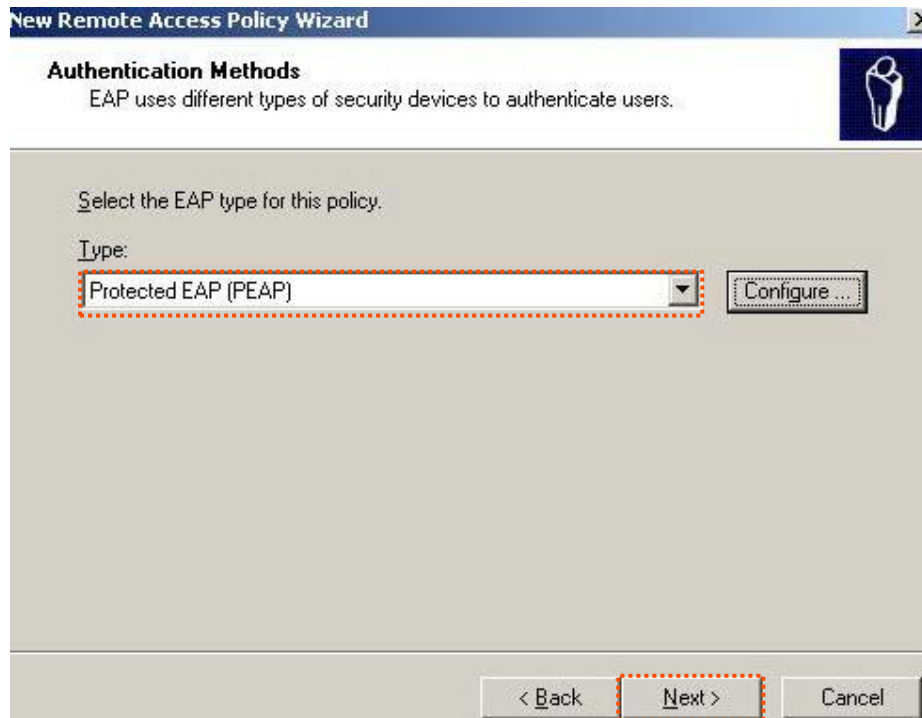 New Remote Access Policy Wizard
Authentication Methods
EAP uses different types of security devices to authenticate users.
Select the EAP type for this policy.
Type:
Protected EAP (PEAP)
Configure ...
< Back
Next >
Cancel